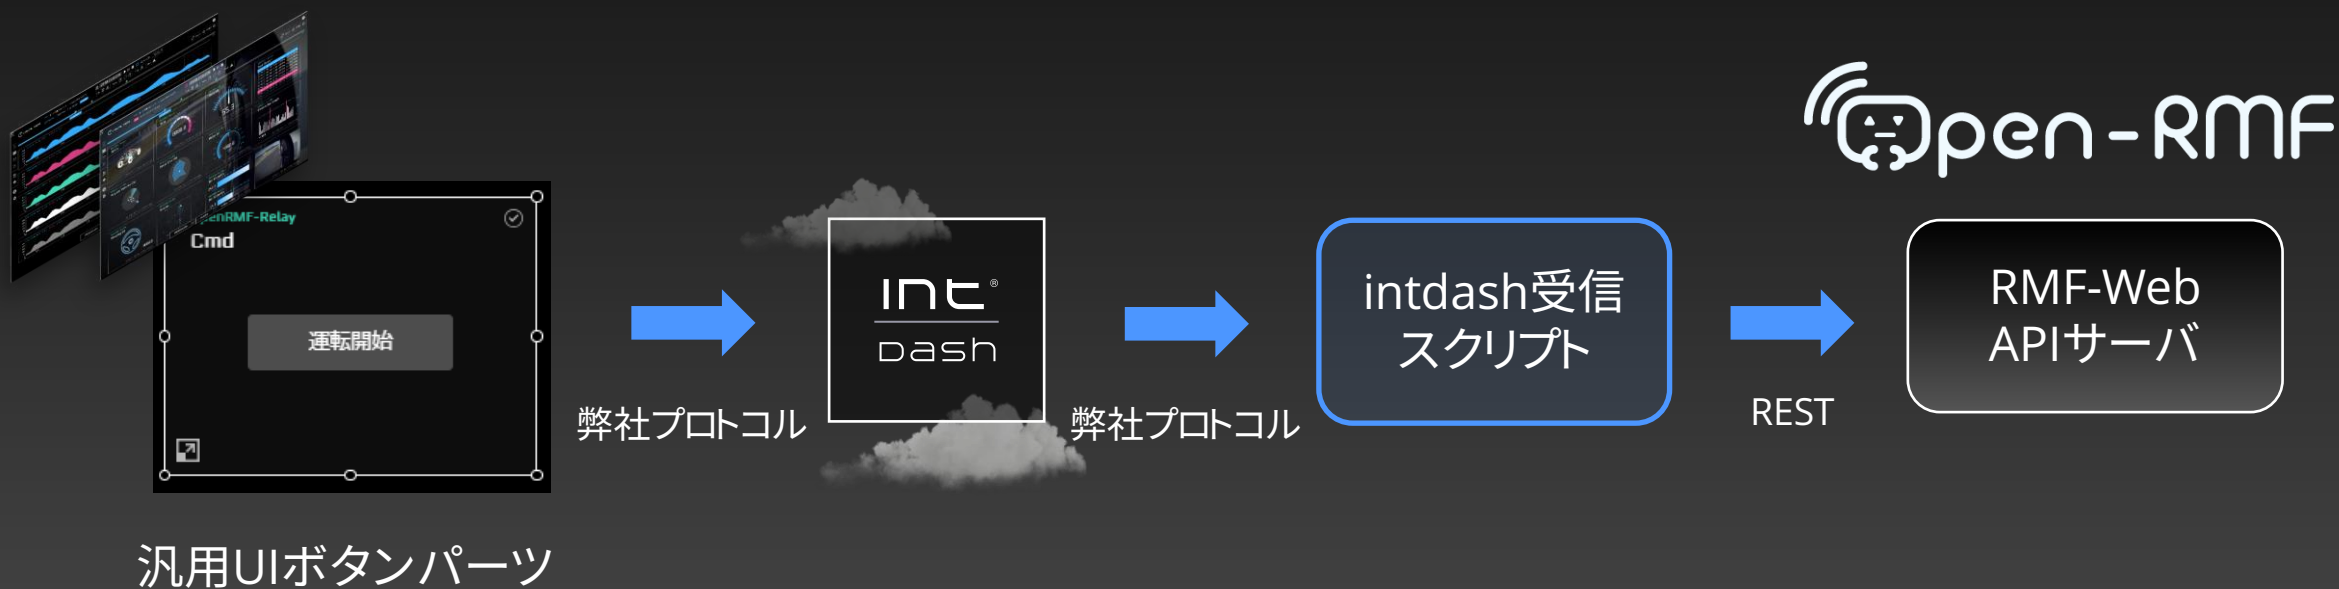 Open-RMF
enRMF-Relay
Cmd
運転開始
汎用UIボタンパーツ
弊社プロトコル
INT®
DASH
弊社プロトコル
intdash受信
スクリプト
REST
RMF-Web
APIサーバ